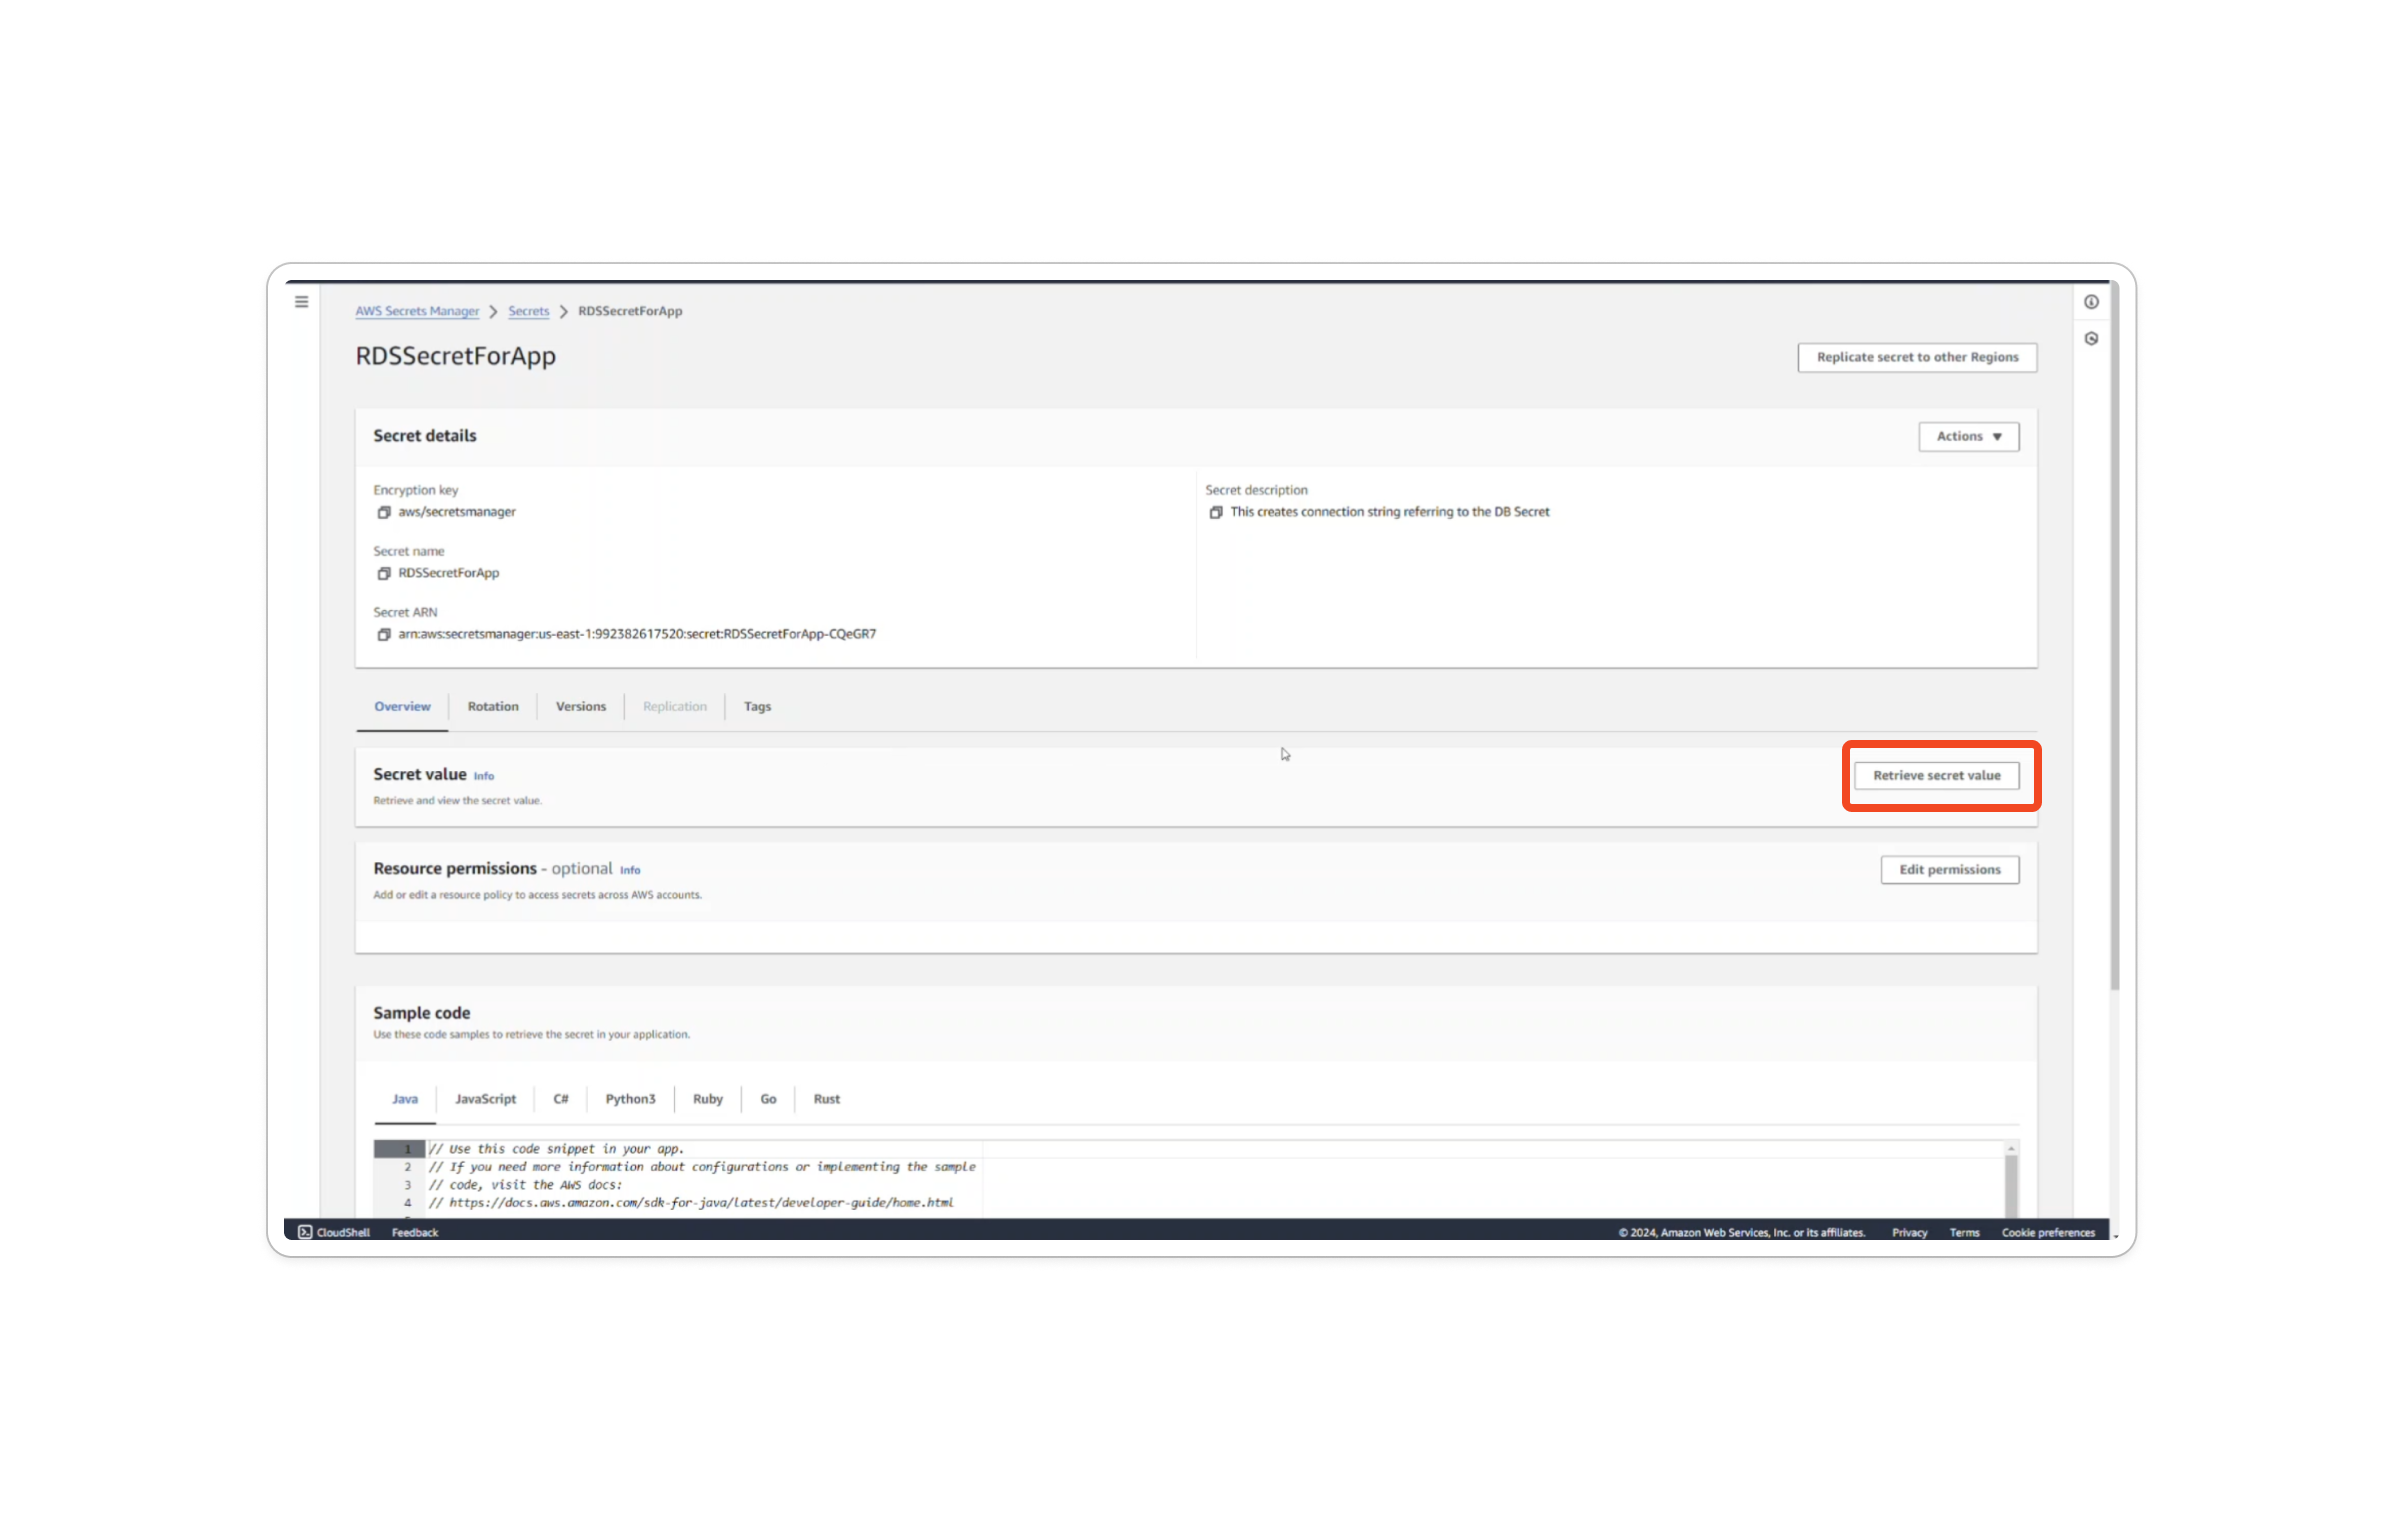 AWS Secrets Manager > Secrets > RDSSecretForApp
RDSSecretForApp
Replicate secret to other Regions
Secret details
Actions
Encryption key
aws/secretsmanager
Secret name
RDSSecretForApp
Secret ARN
arn:aws:secretsmanager:us-east-1:992382617520:secret:RDSSecretForApp-CQeGR7
Secret description
This creates connection string referring to the DB Secret
Overview
Rotation
Versions
Replication
Tags
Secret value Info
Retrieve and view the secret value.
Retrieve secret value
Resource permissions - optional Info
Add or edit a resource policy to access secrets across AWS accounts.
Edit permissions
Sample code
Use these code samples to retrieve the secret in your application.
Java
JavaScript
C#
Python3
Ruby
Go
Rust
1 // Use this code snippet in your app.
2 // If you need more information about configurations or implementing the sample
3 // code, visit the AWS docs:
4 // https://docs.aws.amazon.com/sdk-for-java/latest/developer-guide/home.html
CloudShell
Feedback
© 2024, Amazon Web Services, Inc. or its affiliates.
Privacy
Terms
Cookie preferences